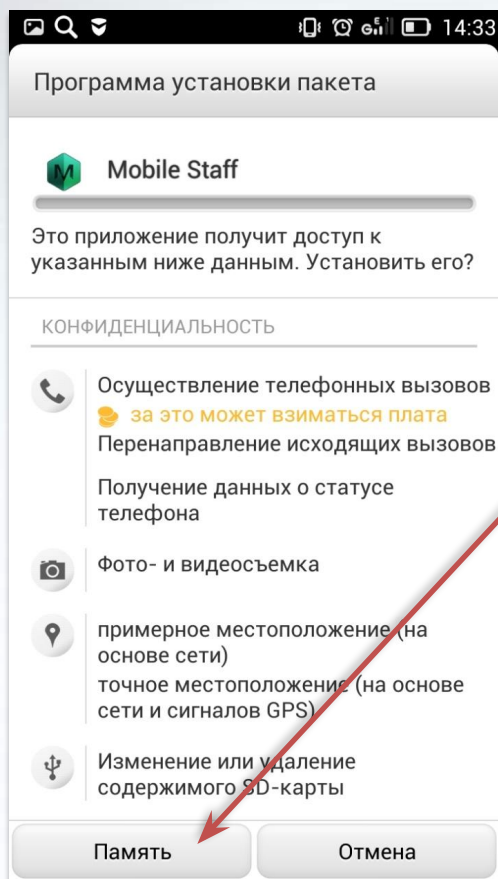 14:33
Программа установки пакета
Mobile Staff
Это приложение получит доступ к
указанным ниже данным. Установить его?
КОНФИДЕНЦИАЛЬНОСТЬ
Осуществление телефонных вызовов
за это может взиматься плата
Перенаправление исходящих вызовов
Получение данных о статусе
телефона
Фото- и видеосъемка
примерное местоположение (на
основе сети)
точное местоположение (на основе
сети и сигналов GPS)
Изменение или удаление
содержимого SD-карты
Память
Отмена